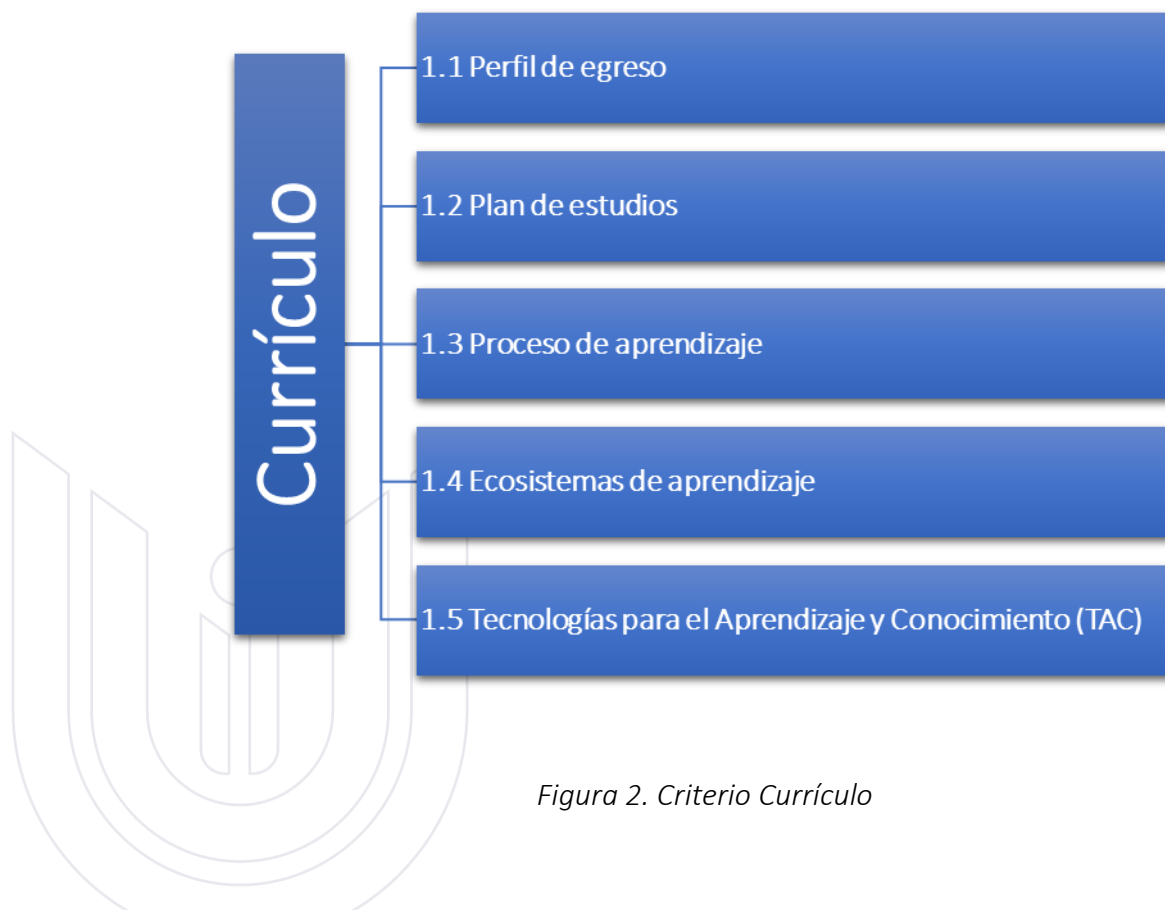 Currículo
1.1 Perfil de egreso
1.2 Plan de estudios
1.3 Proceso de aprendizaje
1.4 Ecosistemas de aprendizaje
1.5 Tecnologías para el Aprendizaje y Conocimiento (TAC)
Figura 2. Criterio Currículo